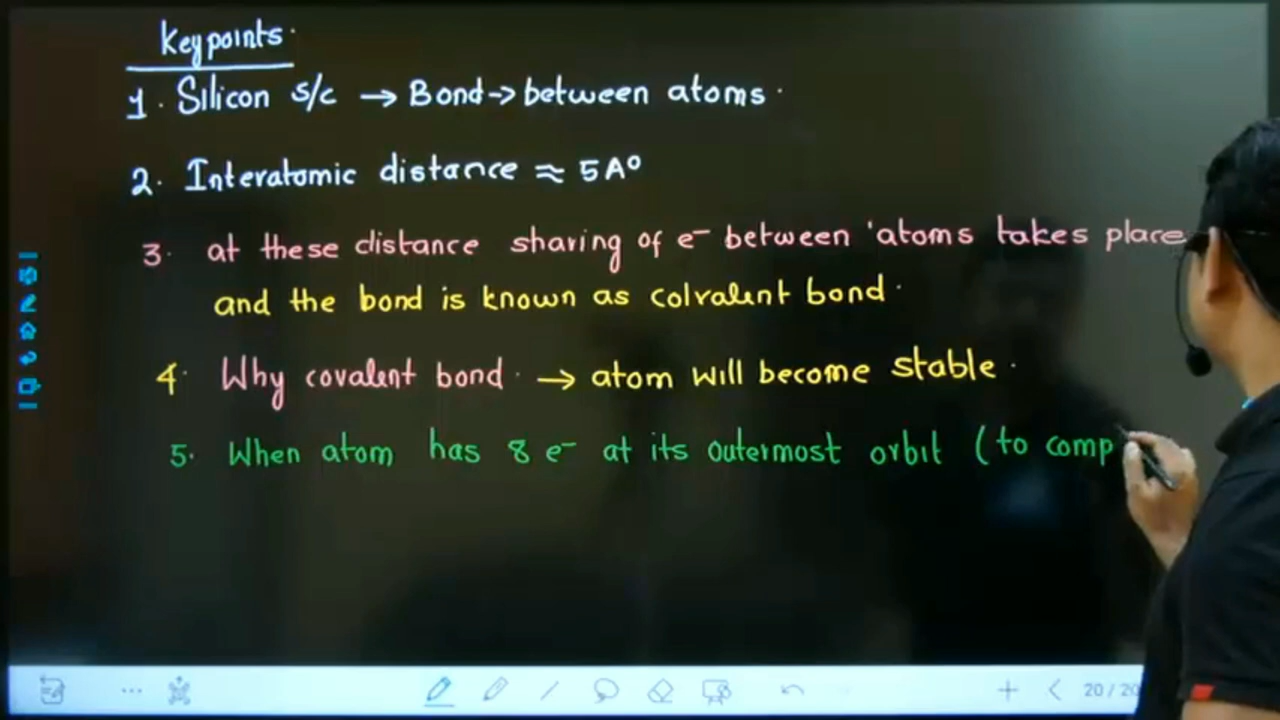 Keypoints.
1. Silicon s/c → Bond → between atoms.
2. Interatomic distance ≈ 5A°
3. at these distance sharing of e⁻ between atoms takes place
and the bond is known as colvalent bond.
4. Why covalent bond. → atom will become stable.
5. When atom has 8 e⁻ at its outermost orbit (to comp
20/20